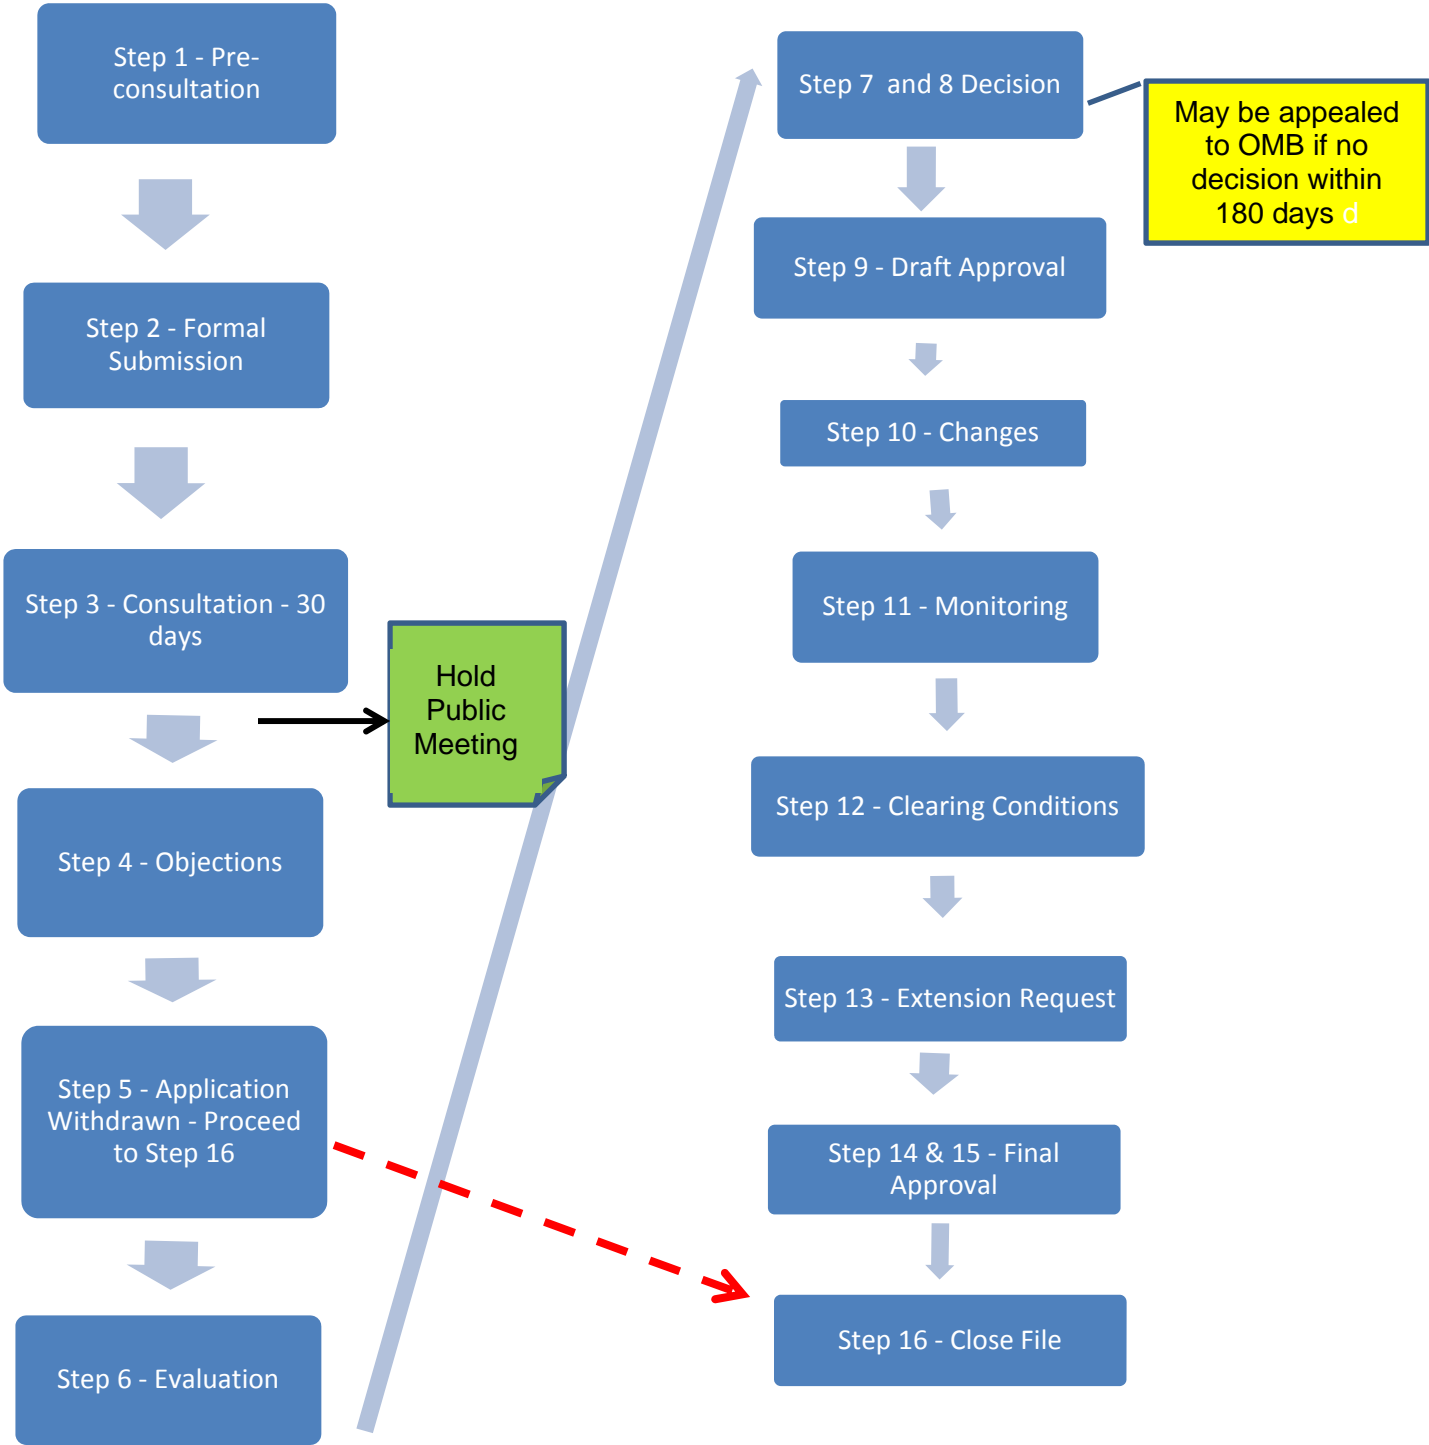 Step 1 - Pre-
consultation
Step 2 - Formal
Submission
Step 3 - Consultation - 30
days
Hold
Public
Meeting
Step 4 - Objections
Step 5 - Application
Withdrawn - Proceed
to Step 16
Step 6 - Evaluation
Step 7  and 8 Decision
May be appealed
to OMB if no
decision within
180 days d
Step 9 - Draft Approval
Step 10 - Changes
Step 11 - Monitoring
Step 12 - Clearing Conditions
Step 13 - Extension Request
Step 14 & 15 - Final
Approval
Step 16 - Close File